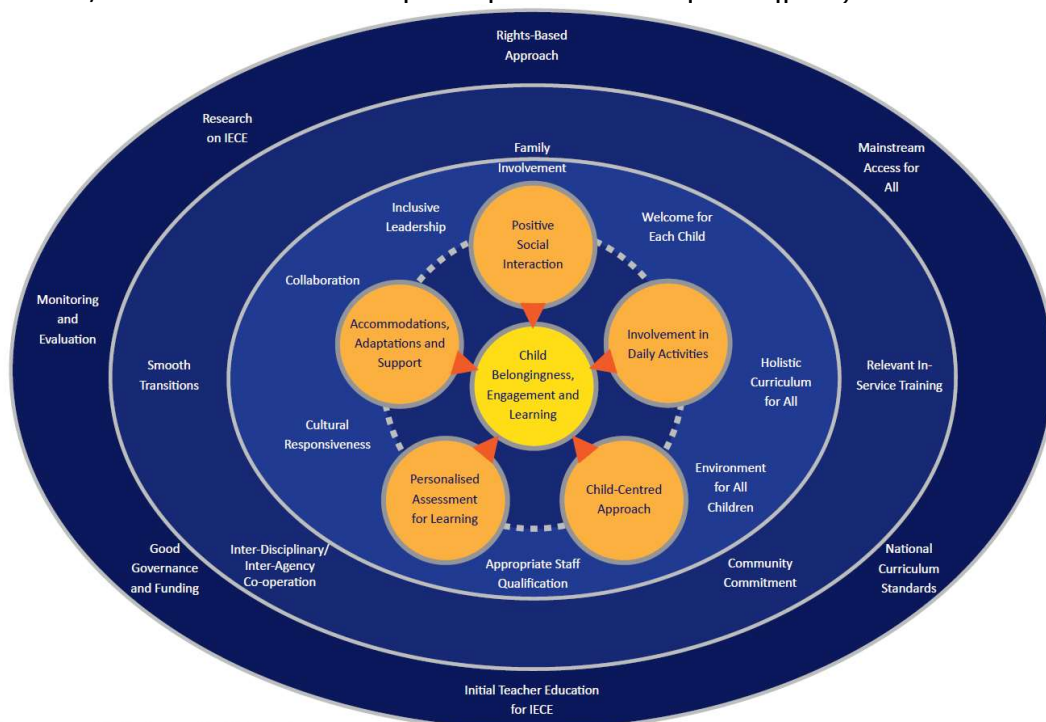 Rights-Based
Approach
Research
on IECE
Mainstream
Access for
All
Family
Involvement
Inclusive
Leadership
Welcome for
Each Child
Positive
Social
Interaction
Collaboration
Monitoring
and
Evaluation
Accommodations,
Adaptations and
Support
Involvement in
Daily Activities
Child
Belongingness,
Engagement and
Learning
Smooth
Transitions
Holistic
Curriculum
for All
Relevant In-
Service Training
Cultural
Responsiveness
Personalised
Assessment
for Learning
Child-Centred
Approach
Environment
for All
Children
Good
Governance
and Funding
Inter-Disciplinary/
Inter-Agency
Co-operation
Appropriate Staff
Qualification
Community
Commitment
National
Curriculum
Standards
Initial Teacher Education
for IECE